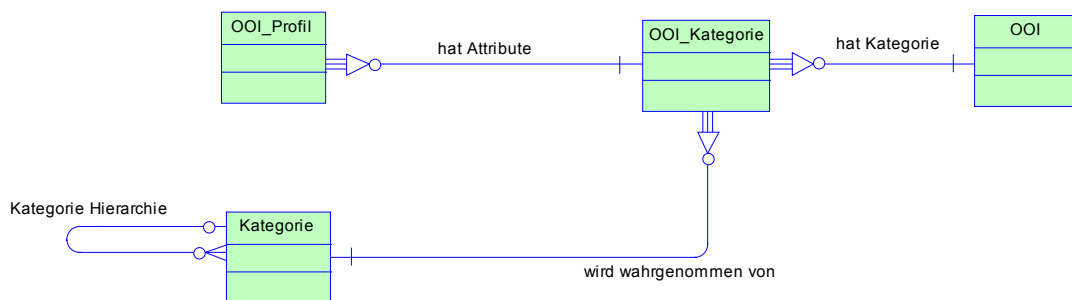 OOI_Profil
hat Attribute
OOI_Kategorie
hat Kategorie
OOI
Kategorie Hierarchie
Kategorie
wird wahrgenommen von